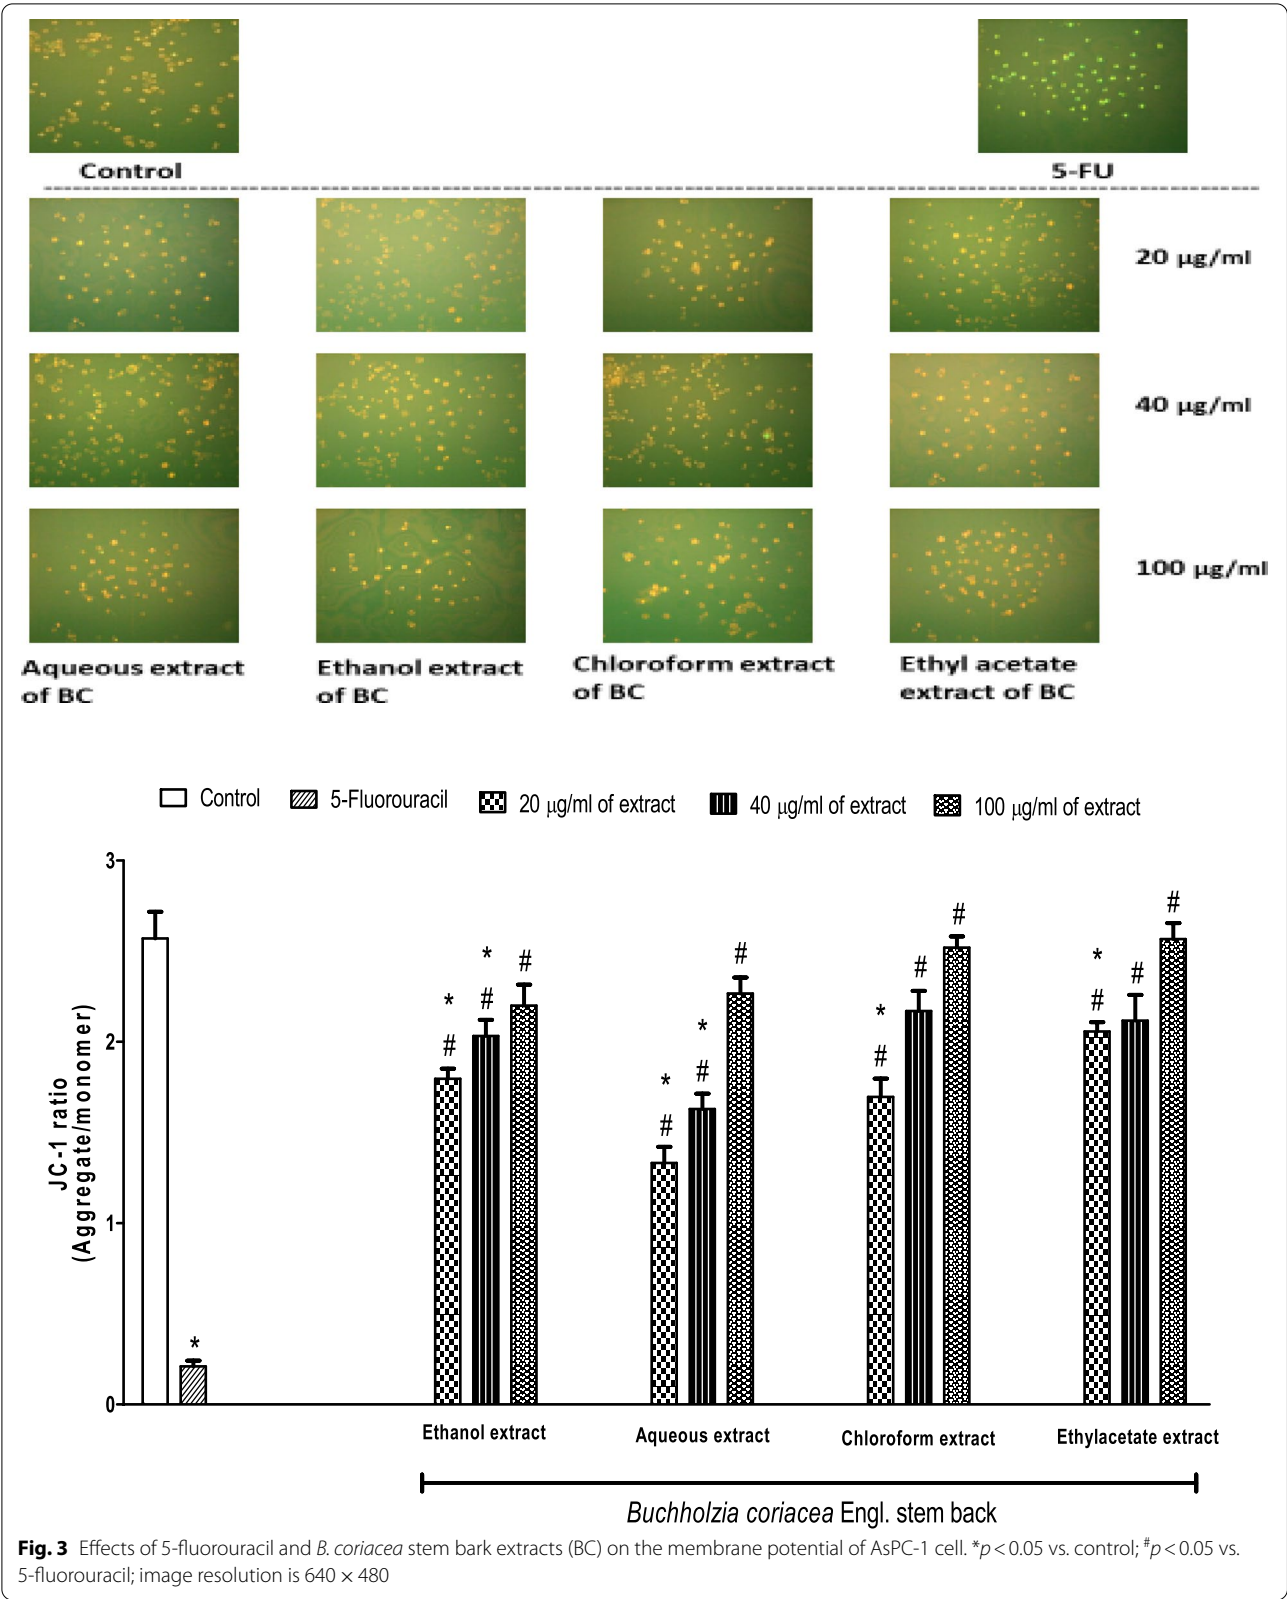 Control
5-FU
20 µg/ml
40 µg/ml
100 µg/ml
Aqueous extract
of BC
Ethanol extract
of BC
Chloroform extract
of BC
Ethyl acetate
extract of BC
Control
5-Fluorouracil
20 µg/ml of extract
40 µg/ml of extract
100 µg/ml of extract
3
2
1
0
JC-1 ratio
(Aggregate/monomer)
*
* #
* #
#
* #
* #
#
* #
#
#
* #
#
#
Ethanol extract
Aqueous extract
Chloroform extract
Ethylacetate extract
Buchholzia coriacea Engl. stem back
Fig. 3 Effects of 5-fluorouracil and B. coriacea stem bark extracts (BC) on the membrane potential of AsPC-1 cell. *p < 0.05 vs. control; #p < 0.05 vs.
5-fluorouracil; image resolution is 640 × 480